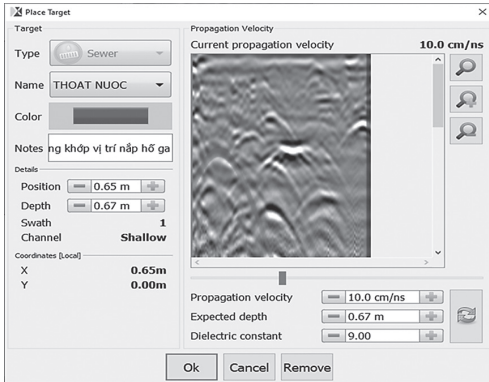 Place Target
Target
Type Sewer
Name THOAT NUOC
Color
Notes ng khớp vị trí nắp hố ga
Details
Position 0.65 m
Depth 0.67 m
Swath 1
Channel Shallow
Coordinates [Local]
X 0.65m
Y 0.00m
Propagation Velocity
Current propagation velocity 10.0 cm/ns
Propagation velocity 10.0 cm/ns
Expected depth 0.67 m
Dielectric constant 9.00
Ok Cancel Remove